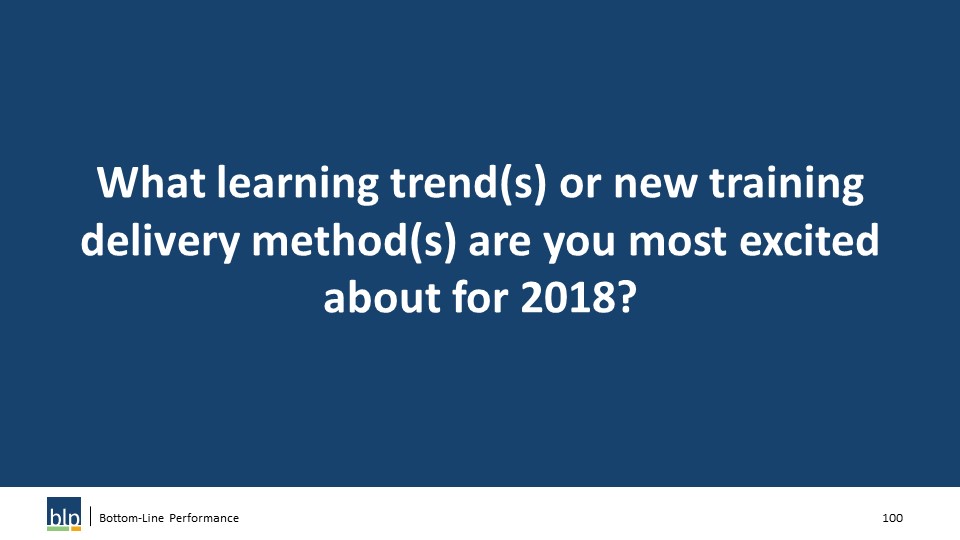 What learning trend(s) or new training
delivery method(s) are you most excited
about for 2018?
blp
Bottom-Line Performance
100